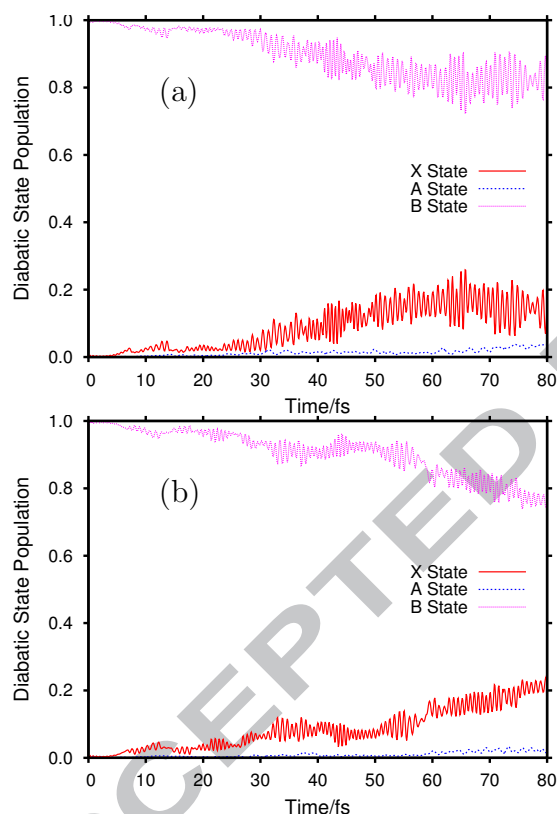 1.0
0.8
0.6
0.4
0.2
0.0
Diabatic State Population
(a)
X State
A State
B State
0 10 20 30 40 50 60 70 80
Time/fs
1.0
0.8
0.6
0.4
0.2
0.0
Diabatic State Population
(b)
X State
A State
B State
0 10 20 30 40 50 60 70 80
Time/fs
CCEPTED